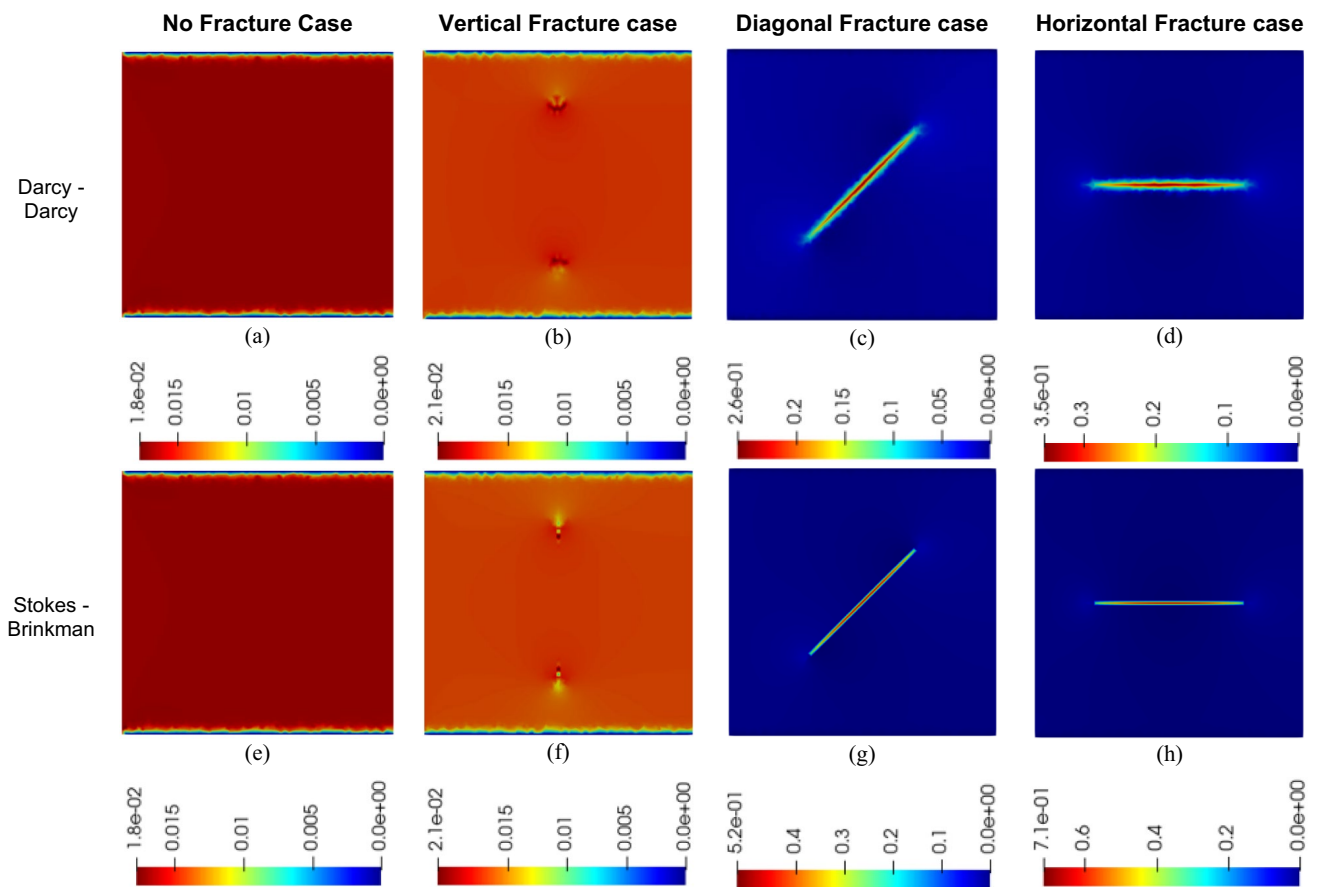 No Fracture Case Vertical Fracture case Diagonal Fracture case Horizontal Fracture case
Darcy -
Darcy
(a) (b) (c) (d)
1.8e-02 0.015 0.01 0.005 0.0e+00 2.1e-02 0.015 0.01 0.005 0.0e+00 2.6e-01 0.2 0.15 0.1 0.05 0.0e+00 3.5e-01 0.3 0.2 0.1 0.0e+00
Stokes -
Brinkman
(e) (f) (g) (h)
1.8e-02 0.015 0.01 0.005 0.0e+00 2.1e-02 0.015 0.01 0.005 0.0e+00 5.2e-01 0.4 0.3 0.2 0.1 0.0e+00 7.1e-01 0.6 0.4 0.2 0.0e+00